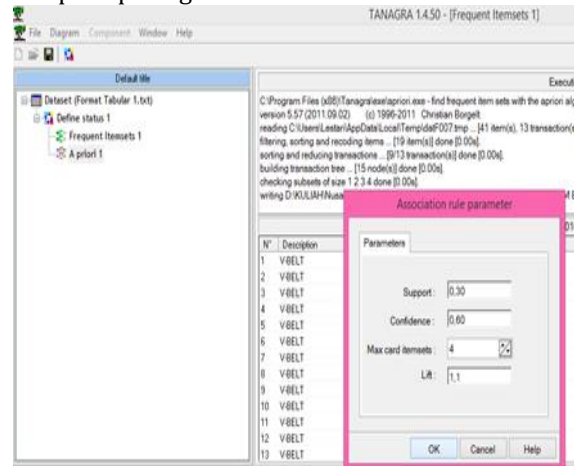 TANAGRA 1.4.50 - [Frequent Itemsets 1]
File Diagram Component Window Help
Default title
Dataset (Format Tabular 1.txt)
Define status 1
Frequent Itemsets 1
A priori 1
Execut
C:\Program Files (x86)\Tanagra\exe\apriori.exe - find frequent item sets with the apriori alg
version 5.57 (2011.09.02) (c) 1996-2011 Christian Borgelt
reading C:\Users\Lestari\AppData\Local\Temp\datF007.tmp ... [41 item(s), 13 transaction(s
filtering, sorting and recoding items ... [19 item(s)] done [0.00s].
sorting and reducing transactions ... [9/13 transaction(s)] done [0.00s].
building transaction tree ... [15 node(s)] done [0.00s].
checking subsets of size 1 2 3 4 done [0.00s].
writing D:\KULIAH\Nusa
Association rule parameter
Parameters
Support : 0,30
Confidence : 0,60
Max card itemsets : 4
Lift : 1,1
OK Cancel Help
N° Description
1 V-BELT
2 V-BELT
3 V-BELT
4 V-BELT
5 V-BELT
6 V-BELT
7 V-BELT
8 V-BELT
9 V-BELT
10 V-BELT
11 V-BELT
12 V-BELT
13 V-BELT